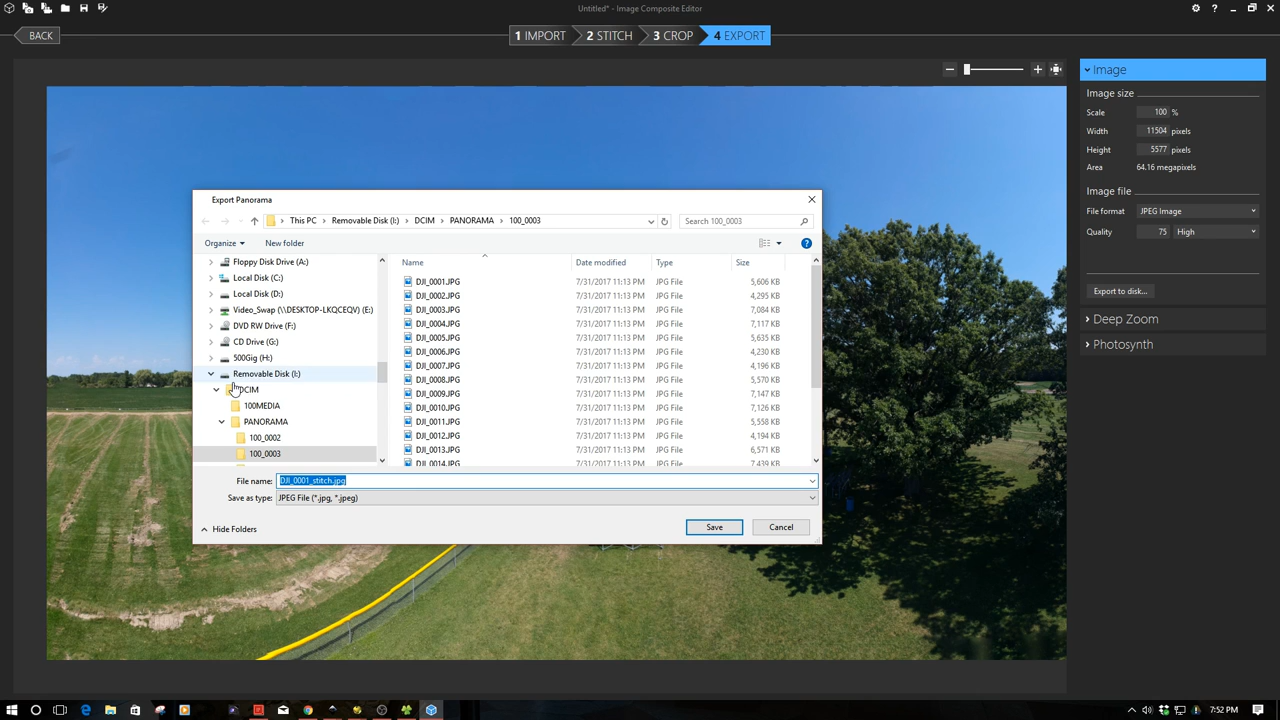 Untitled* - Image Composite Editor
?
BACK
1 IMPORT
2 STITCH
3 CROP
4 EXPORT
Image
Image size
Scale 100 %
Width 11504 pixels
Height 5577 pixels
Area 64.16 megapixels
Image file
File format JPEG Image
Quality 75 High
Export to disk...
Deep Zoom
Photosynth
Export Panorama
This PC › Removable Disk (I:) › DCIM › PANORAMA › 100_0003
Search 100_0003
Organize
New folder
?
Floppy Disk Drive (A:)
Local Disk (C:)
Local Disk (D:)
Video_Swap (\\DESKTOP-LKQCEQV) (E:)
DVD RW Drive (F:)
CD Drive (G:)
500Gig (H:)
Removable Disk (I:)
DCIM
100MEDIA
PANORAMA
100_0002
100_0003
Name Date modified Type Size
DJI_0001.JPG 7/31/2017 11:13 PM JPG File 5,606 KB
DJI_0002.JPG 7/31/2017 11:13 PM JPG File 4,295 KB
DJI_0003.JPG 7/31/2017 11:13 PM JPG File 7,084 KB
DJI_0004.JPG 7/31/2017 11:13 PM JPG File 7,117 KB
DJI_0005.JPG 7/31/2017 11:13 PM JPG File 5,635 KB
DJI_0006.JPG 7/31/2017 11:13 PM JPG File 4,230 KB
DJI_0007.JPG 7/31/2017 11:13 PM JPG File 4,196 KB
DJI_0008.JPG 7/31/2017 11:13 PM JPG File 5,570 KB
DJI_0009.JPG 7/31/2017 11:13 PM JPG File 7,147 KB
DJI_0010.JPG 7/31/2017 11:13 PM JPG File 7,126 KB
DJI_0011.JPG 7/31/2017 11:13 PM JPG File 5,558 KB
DJI_0012.JPG 7/31/2017 11:13 PM JPG File 4,194 KB
DJI_0013.JPG 7/31/2017 11:13 PM JPG File 6,571 KB
DJI_0014.JPG 7/31/2017 11:13 PM JPG File 7,439 KB
File name: DJI_0001_stitch.jpg
Save as type: JPEG File (*.jpg, *.jpeg)
Hide Folders
Save
Cancel
7:52 PM